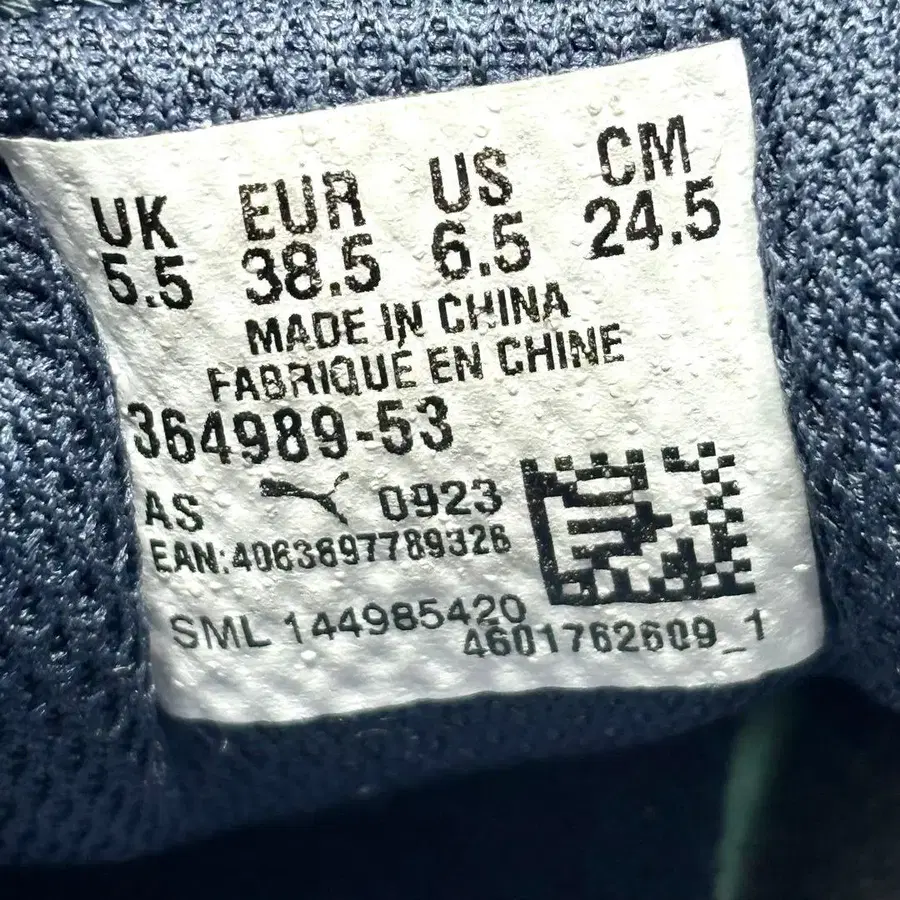 UK EUR US CM
5.5 38.5 6.5 24.5
MADE IN CHINA
FABRIQUÉ EN CHINE
364989-53
AS 0923
EAN:4063697789326
SML 144985420
4601762609_1